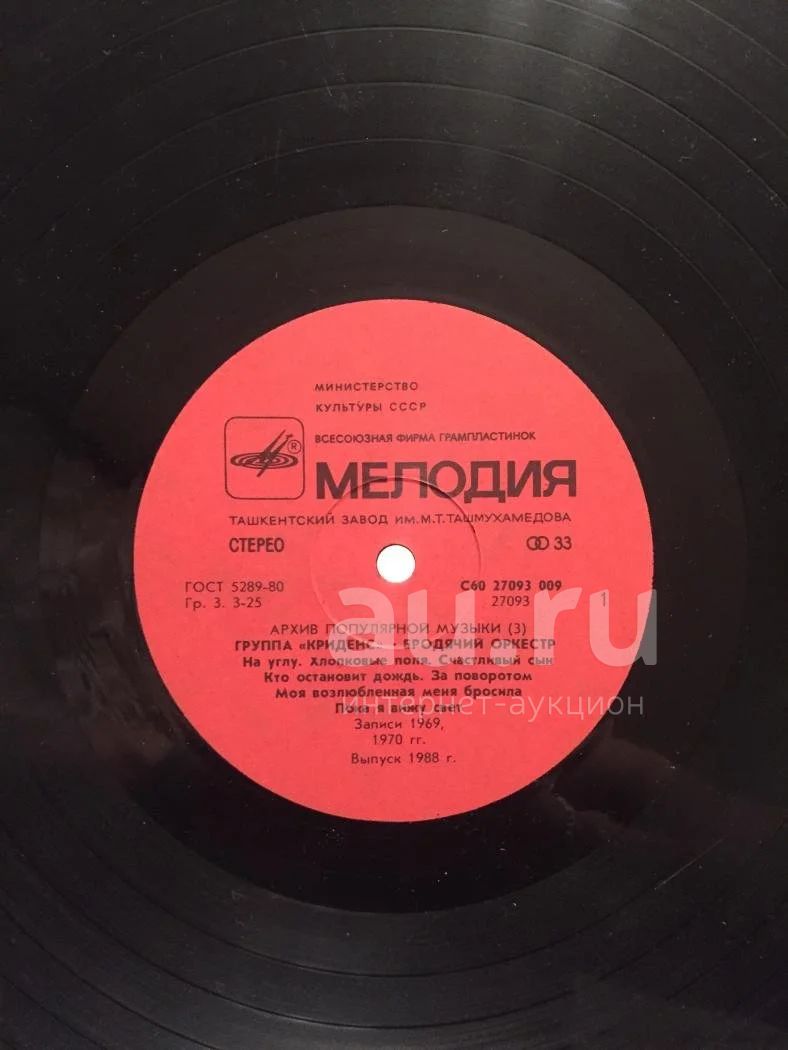 МИНИСТЕРСТВО
КУЛЬТУРЫ СССР
ВСЕСОЮЗНАЯ ФИРМА ГРАМПЛАСТИНОК
®
МЕЛОДИЯ
ТАШКЕНТСКИЙ ЗАВОД ИМ. М.Т. ТАШМУХАМЕДОВА
СТЕРЕО 33
ГОСТ 5289-80 С60 27093 009
Гр. 3. 3-25 27093 1
au.ru
АРХИВ ПОПУЛЯРНОЙ МУЗЫКИ (3)
ГРУППА «КРИДЕНС» - БРОДЯЧИЙ ОРКЕСТР
На углу. Хлопковые поля. Счастливый сын
Кто остановит дождь. За поворотом
Моя возлюбленная меня бросила
интернет-аукцион
Пока я вижу свет
Записи 1969,
1970 гг.
Выпуск 1988 г.